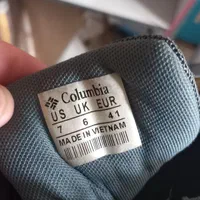 Columbia
US UK EUR
7 6 41
MADE IN VIETNAM